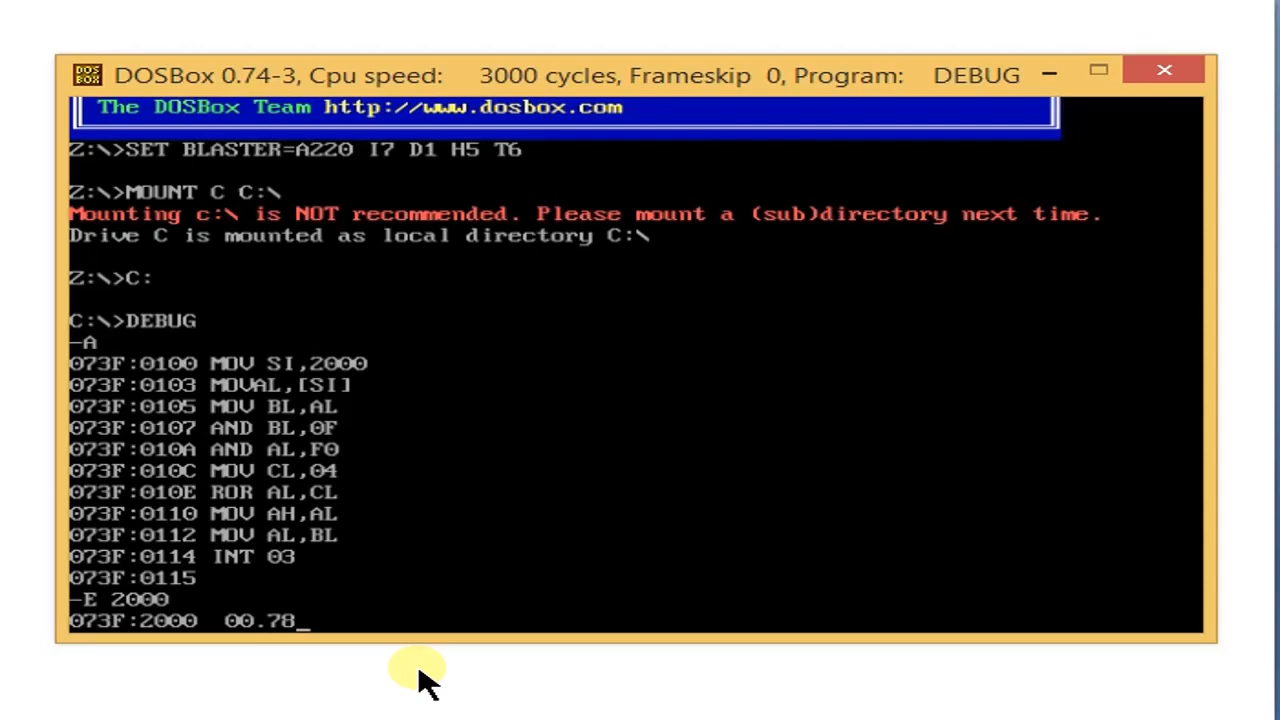 DOSBox 0.74-3, Cpu speed: 3000 cycles, Frameskip 0, Program: DEBUG
The DOSBox Team http://www.dosbox.com
Z:\>SET BLASTER=A220 I7 D1 H5 T6
Z:\>MOUNT C C:\
Mounting c:\ is NOT recommended. Please mount a (sub)directory next time.
Drive C is mounted as local directory C:\
Z:\>C:
C:\>DEBUG
-A
073F:0100 MOV SI,2000
073F:0103 MOVAL,[SI]
073F:0105 MOV BL,AL
073F:0107 AND BL,0F
073F:010A AND AL,F0
073F:010C MOV CL,04
073F:010E ROR AL,CL
073F:0110 MOV AH,AL
073F:0112 MOV AL,BL
073F:0114 INT 03
073F:0115
-E 2000
073F:2000 00.78_